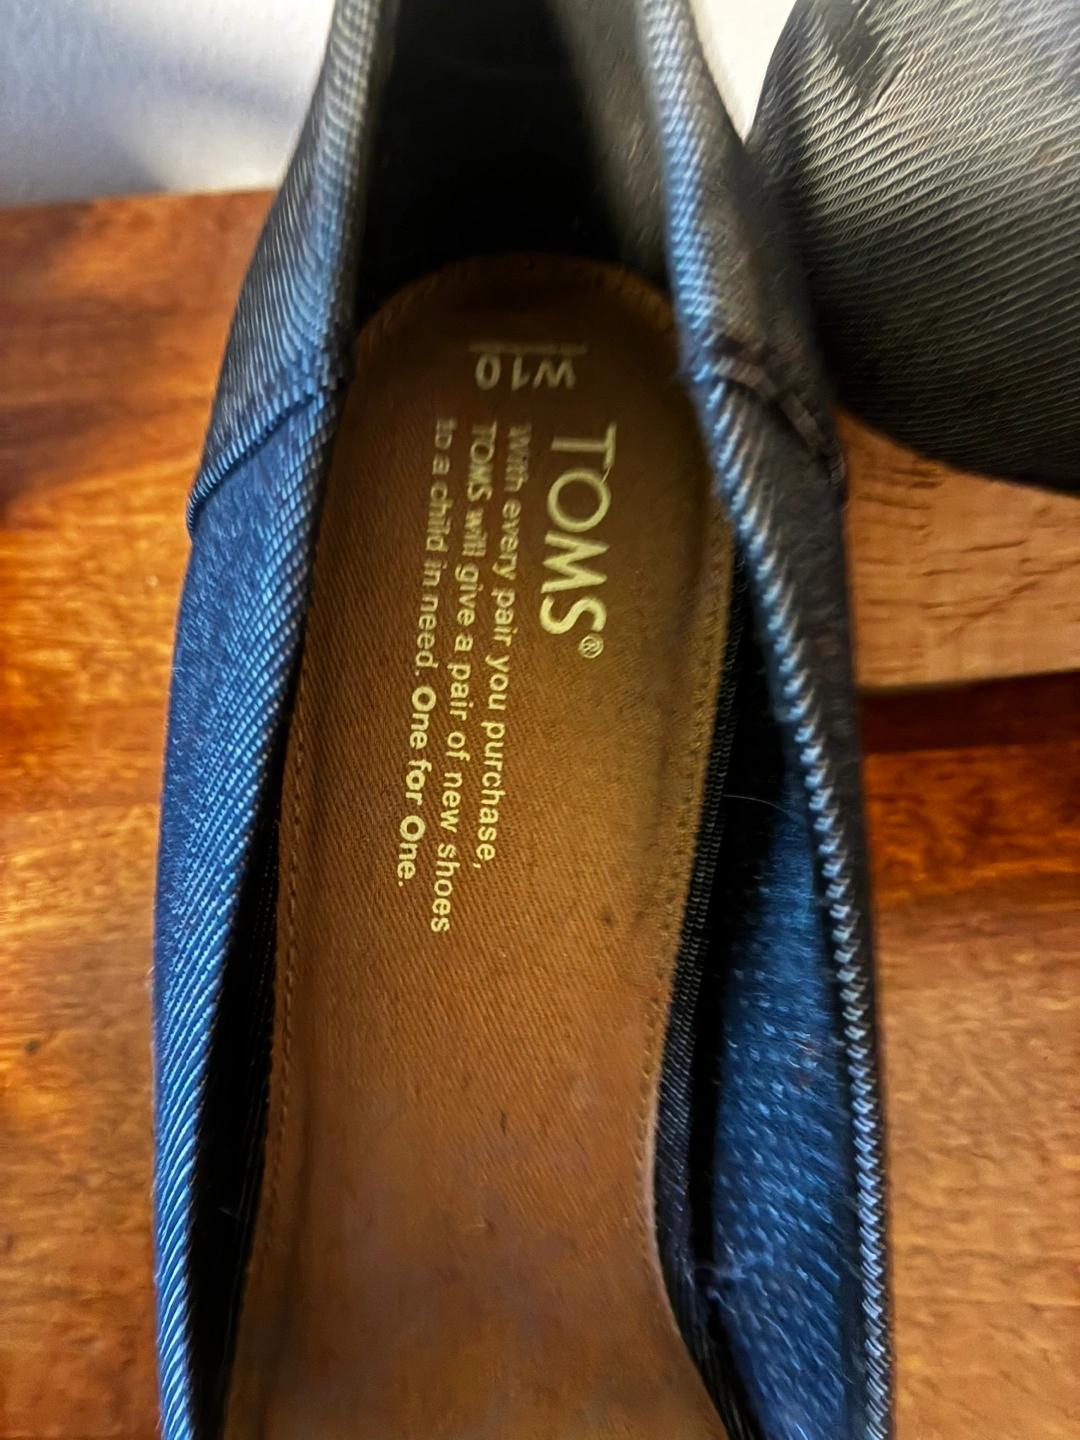 W10
TOMS®
With every pair you purchase,
TOMS will give a pair of new shoes
to a child in need. One for One.